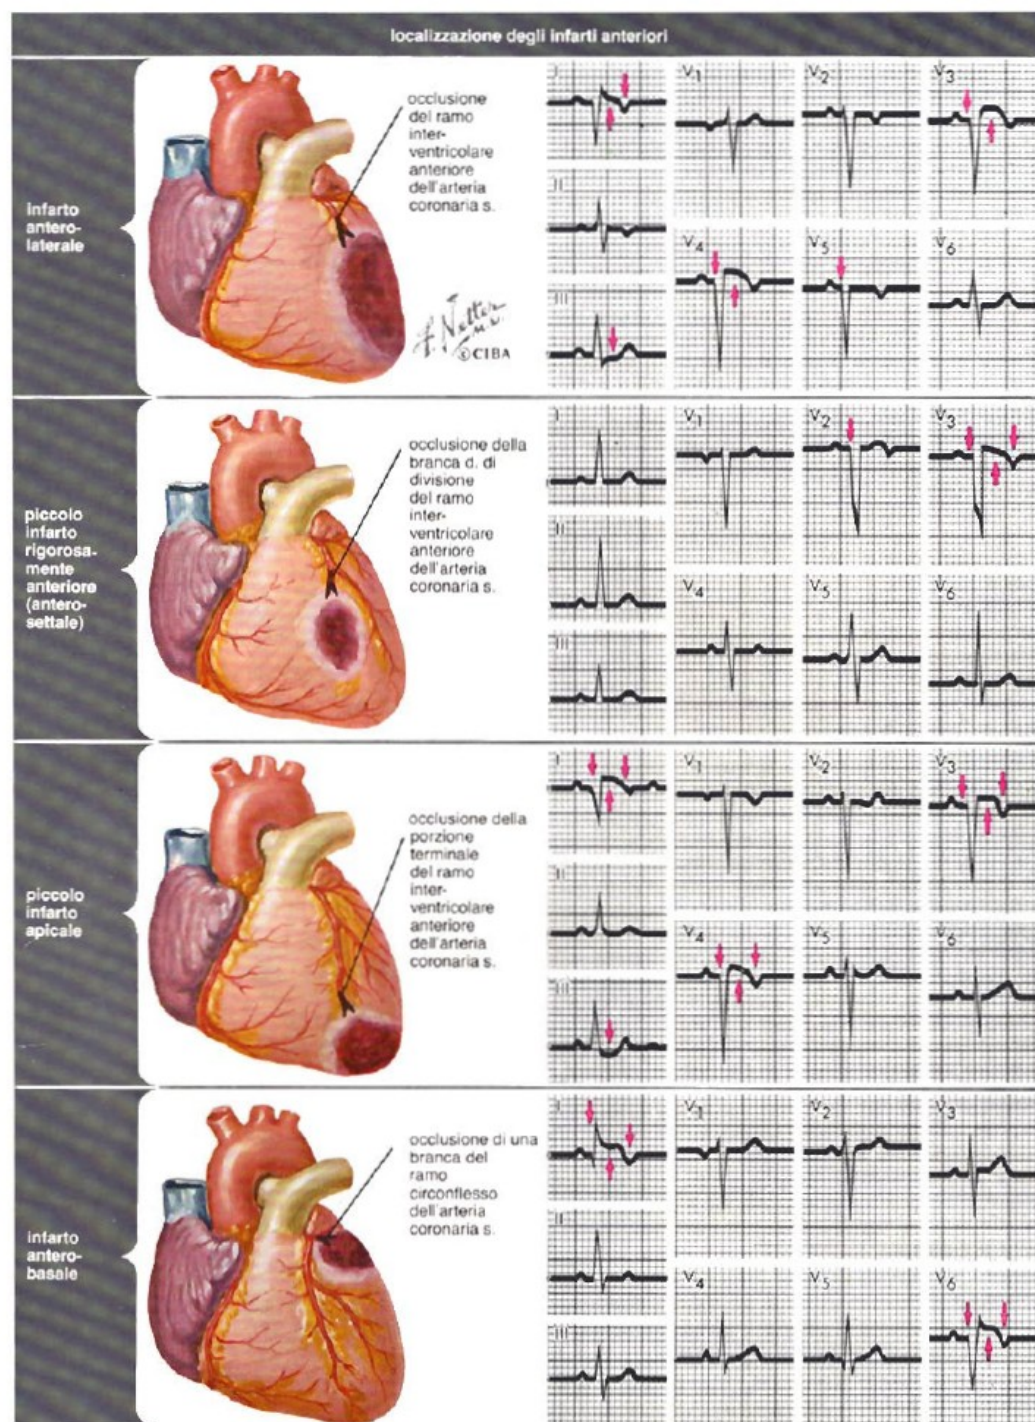 localizzazione degli infarti anteriori
infarto
antero-
laterale
occlusione
del ramo
inter-
ventricolare
anteriore
dell'arteria
coronaria s.
F. Netter
M.D.
© CIBA
I
II
III
V1
V2
V3
V4
V5
V6
piccolo
infarto
rigorosa-
mente
anteriore
(antero-
settale)
occlusione della
branca d. di
divisione
del ramo
inter-
ventricolare
anteriore
dell'arteria
coronaria s.
I
II
III
V1
V2
V3
V4
V5
V6
piccolo
infarto
apicale
occlusione della
porzione
terminale
del ramo
inter-
ventricolare
anteriore
dell'arteria
coronaria s.
I
II
III
V1
V2
V3
V4
V5
V6
infarto
antero-
basale
occlusione di una
branca del
ramo
circonflesso
dell'arteria
coronaria s.
I
II
III
V1
V2
V3
V4
V5
V6